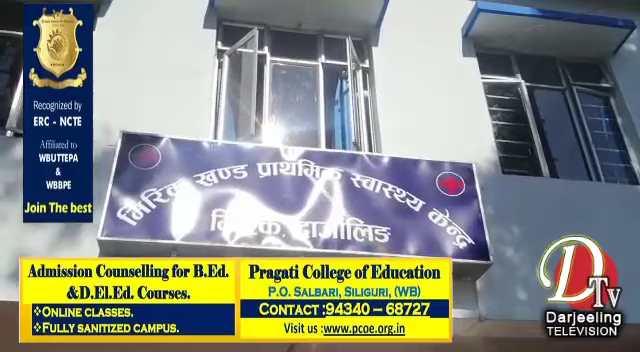 Recognized by
ERC - NCTE
Affiliated to
WBUTTEPA
&
WBBPE
Join The best
मिरिक खण्ड प्राथमिक स्वास्थ्य केन्द्र
मिरिक, दार्जीलिङ
Admission Counselling for B.Ed.
&D.El.Ed. Courses.
❖ONLINE CLASSES.
❖FULLY SANITIZED CAMPUS.
Pragati College of Education
P.O. SALBARI, SILIGURI, (WB)
CONTACT :94340 – 68727
Visit us :www.pcoe.org.in
DTV
Darjeeling
TELEVISION